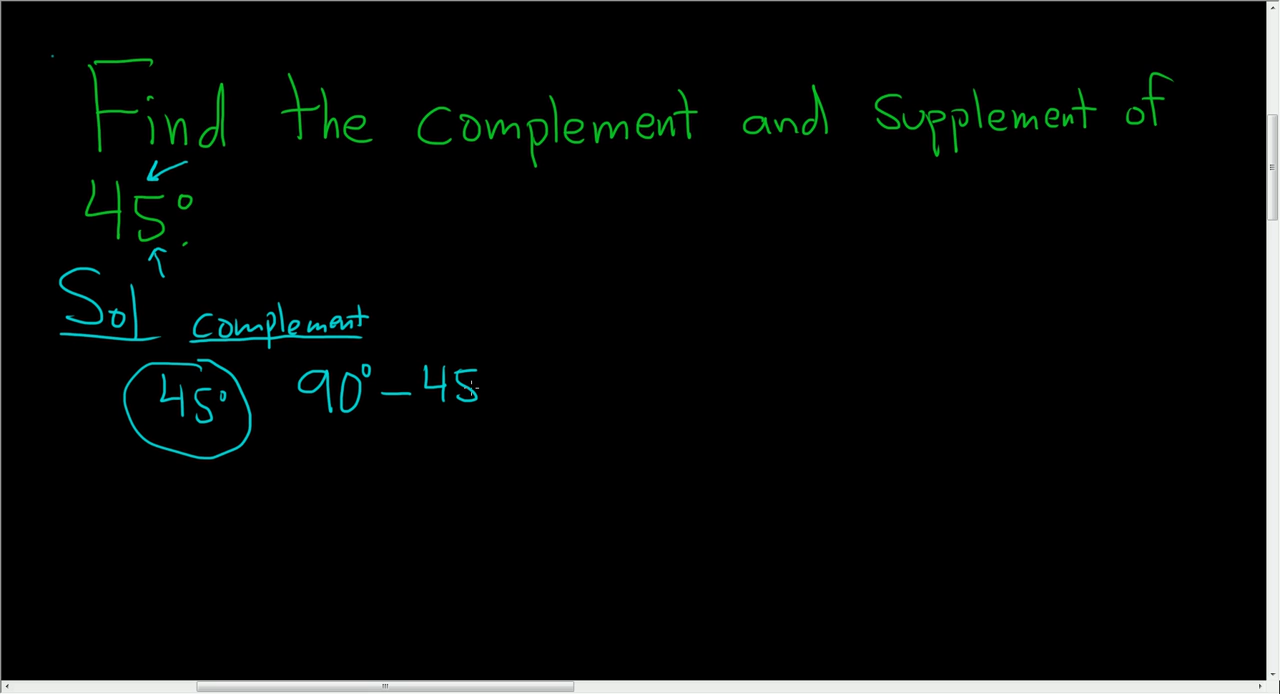 Find the Complement and Supplement of
45°.
Sol Complement
45° 90° - 45